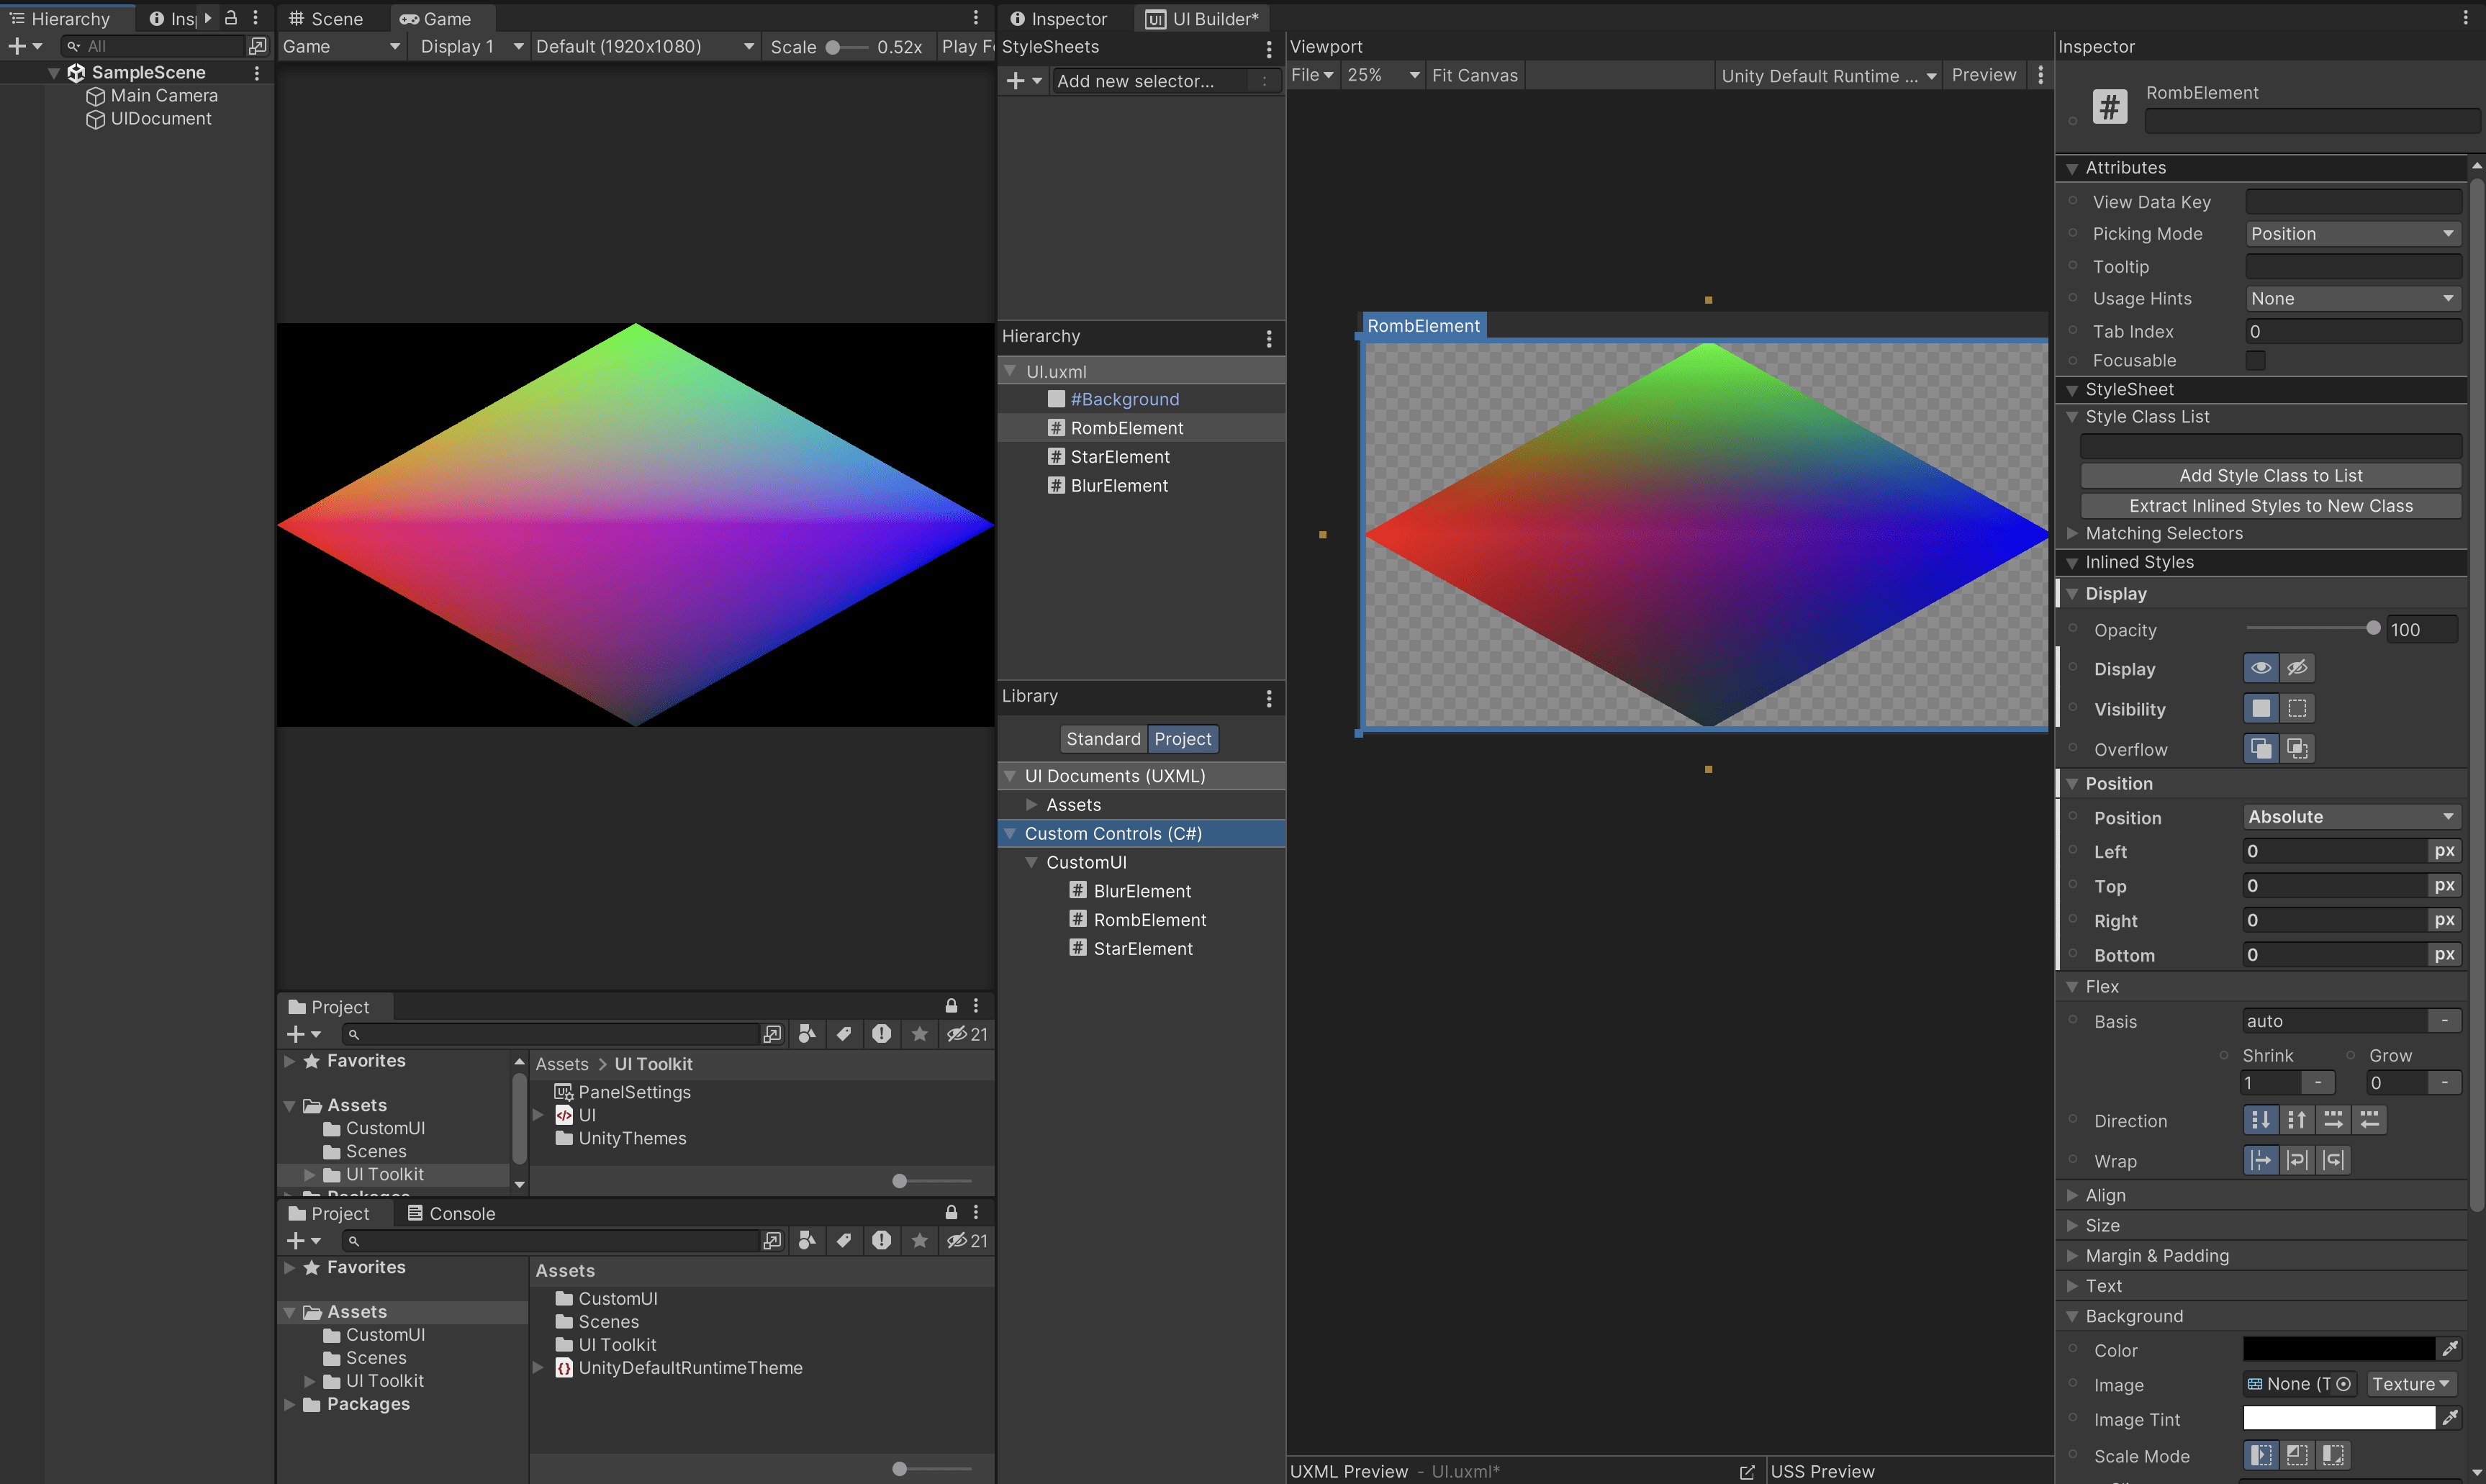 Hierarchy
Ins
All
SampleScene
Main Camera
UIDocument
Scene
Game
Game
Display 1
Default (1920x1080)
Scale
0.52x
Play F
Project
21
Favorites
Assets
CustomUI
Scenes
UI Toolkit
Assets > UI Toolkit
PanelSettings
UI
UnityThemes
Project
Console
21
Favorites
Assets
CustomUI
Scenes
UI Toolkit
Packages
Assets
CustomUI
Scenes
UI Toolkit
UnityDefaultRuntimeTheme
Inspector
UI Builder*
StyleSheets
Add new selector...
Hierarchy
UI.uxml
#Background
RombElement
StarElement
BlurElement
Library
Standard
Project
UI Documents (UXML)
Assets
Custom Controls (C#)
CustomUI
BlurElement
RombElement
StarElement
Viewport
File
25%
Fit Canvas
Unity Default Runtime ...
Preview
RombElement
UXML Preview - UI.uxml*
USS Preview
Inspector
RombElement
Attributes
View Data Key
Picking Mode
Position
Tooltip
Usage Hints
None
Tab Index
0
Focusable
StyleSheet
Style Class List
Add Style Class to List
Extract Inlined Styles to New Class
Matching Selectors
Inlined Styles
Display
Opacity
100
Display
Visibility
Overflow
Position
Position
Absolute
Left
0
px
Top
0
px
Right
0
px
Bottom
0
px
Flex
Basis
auto
-
Shrink
Grow
1
-
0
-
Direction
Wrap
Align
Size
Margin & Padding
Text
Background
Color
Image
None (T
Texture
Image Tint
Scale Mode